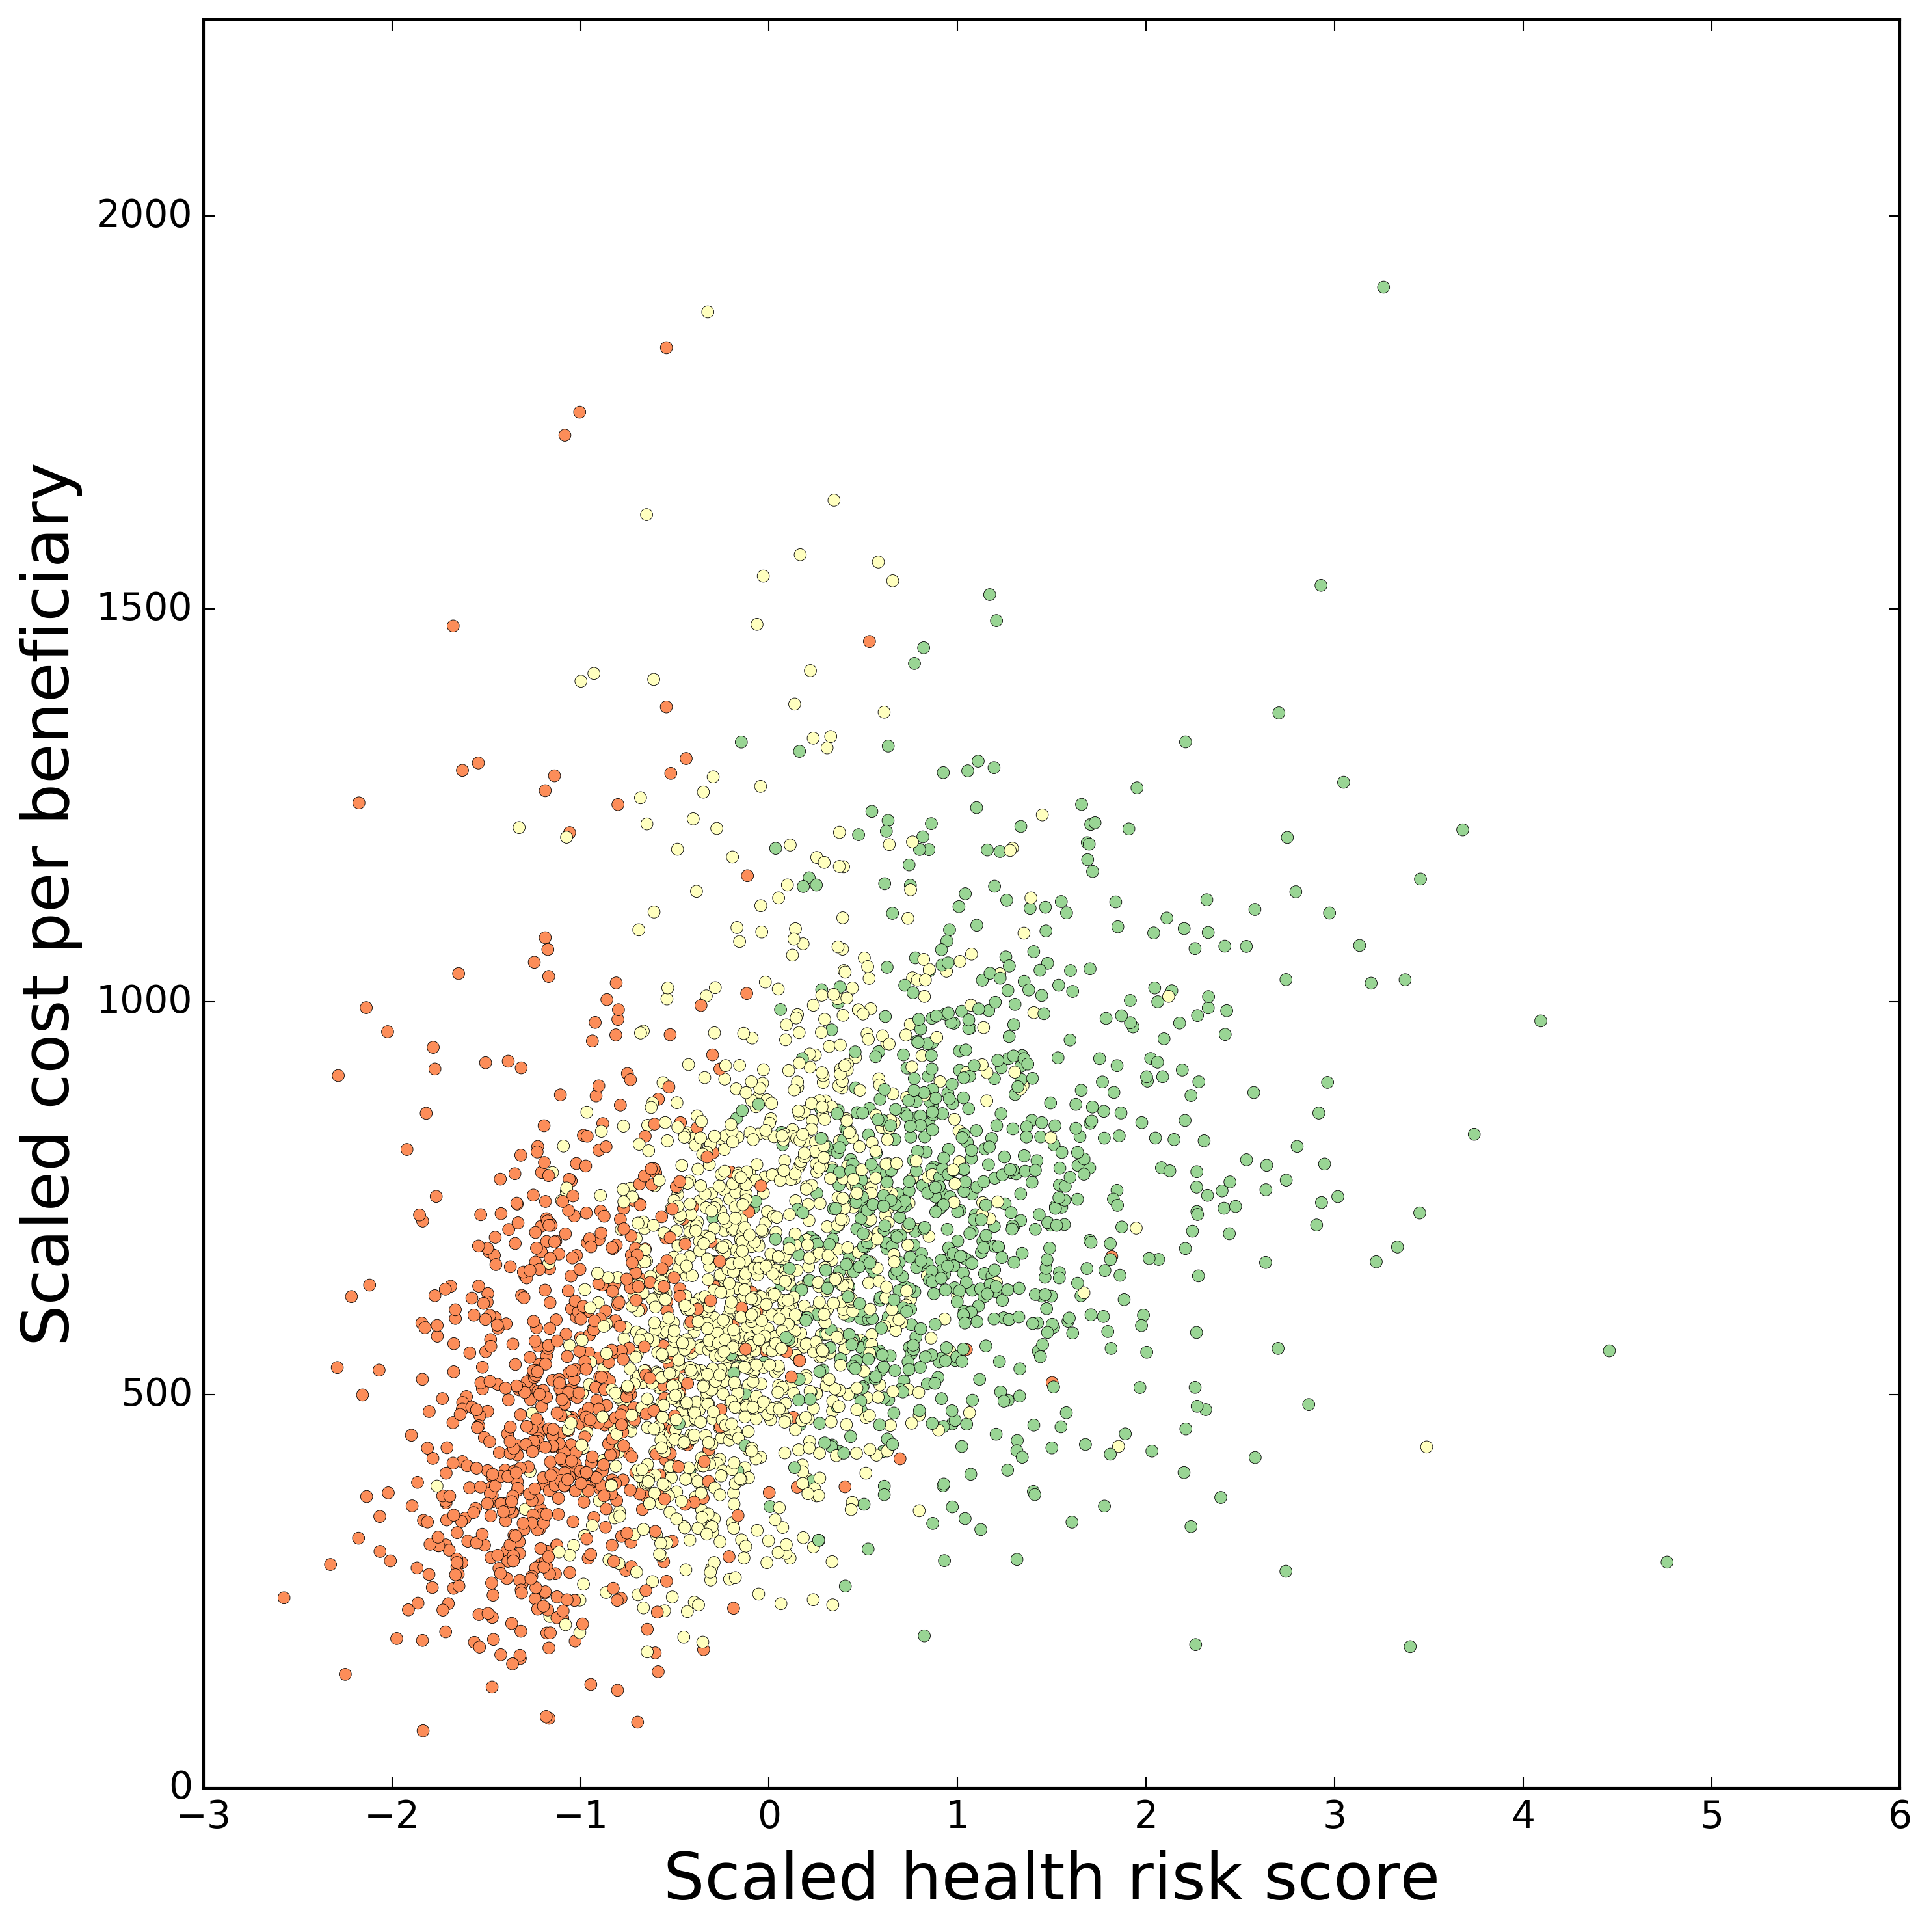 Scaled cost per beneficiary
2000
1500
1000
500
0
−3 −2 −1 0 1 2 3 4 5 6
Scaled health risk score